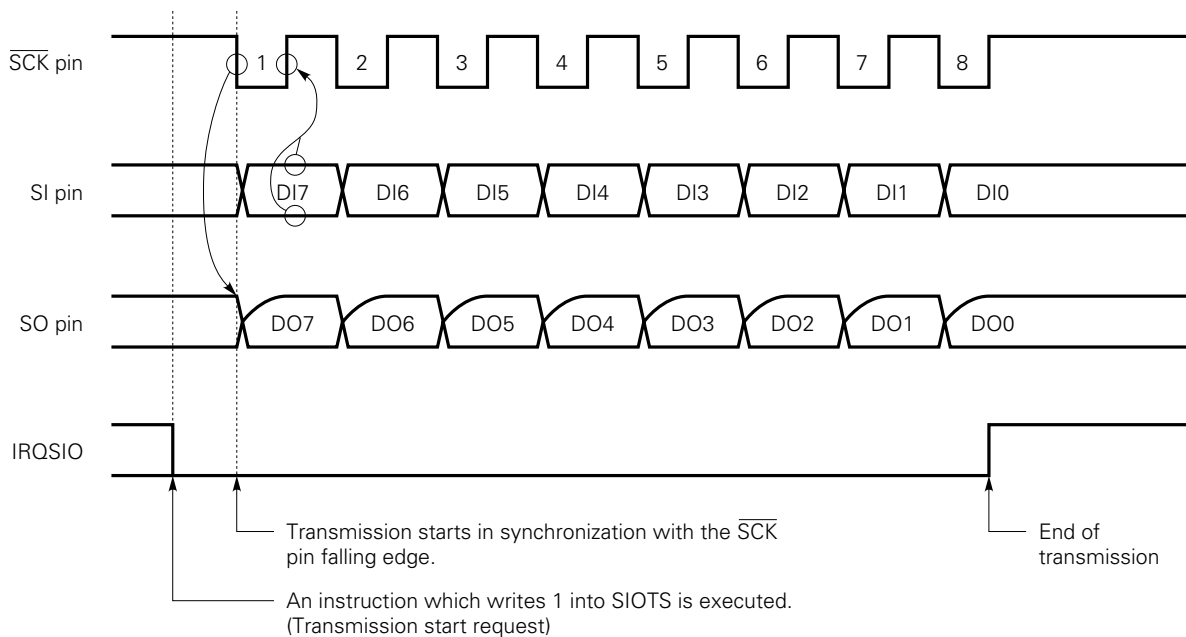 S̅C̅K̅ pin
1 2 3 4 5 6 7 8
SI pin
DI7 DI6 DI5 DI4 DI3 DI2 DI1 DI0
SO pin
DO7 DO6 DO5 DO4 DO3 DO2 DO1 DO0
IRQSIO
Transmission starts in synchronization with the S̅C̅K̅
pin falling edge.
End of
transmission
An instruction which writes 1 into SIOTS is executed.
(Transmission start request)